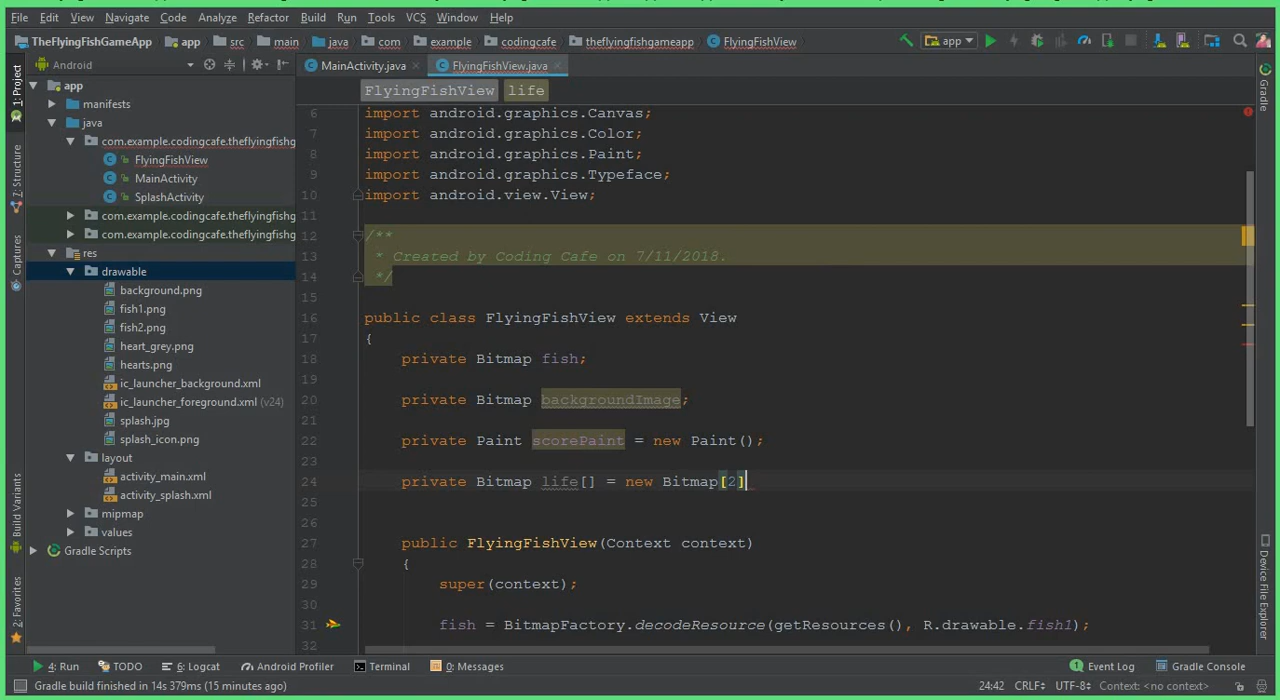 File Edit View Navigate Code Analyze Refactor Build Run Tools VCS Window Help
TheFlyingFishGameApp app src main java com example codingcafe theflyingfishgameapp FlyingFishView app
1: Project
Android
MainActivity.java
FlyingFishView.java
FlyingFishView life
app
manifests
java
com.example.codingcafe.theflyingfishg
FlyingFishView
MainActivity
SplashActivity
com.example.codingcafe.theflyingfishg
com.example.codingcafe.theflyingfishg
res
drawable
background.png
fish1.png
fish2.png
heart_grey.png
hearts.png
ic_launcher_background.xml
ic_launcher_foreground.xml (v24)
splash.jpg
splash_icon.png
layout
activity_main.xml
activity_splash.xml
mipmap
values
Gradle Scripts
7: Structure
Captures
Build Variants
2: Favorites
6 import android.graphics.Canvas;
7 import android.graphics.Color;
8 import android.graphics.Paint;
9 import android.graphics.Typeface;
10 import android.view.View;
11
12 /**
13 * Created by Coding Cafe on 7/11/2018.
14 */
15
16 public class FlyingFishView extends View
17 {
18 private Bitmap fish;
19
20 private Bitmap backgroundImage;
21
22 private Paint scorePaint = new Paint();
23
24 private Bitmap life[] = new Bitmap[2]
25
26
27 public FlyingFishView(Context context)
28 {
29 super(context);
30
31 fish = BitmapFactory.decodeResource(getResources(), R.drawable.fish1);
32
Gradle
Device File Explorer
4: Run TODO 6: Logcat Android Profiler Terminal 0: Messages 1 Event Log Gradle Console
Gradle build finished in 14s 379ms (15 minutes ago) 24:42 CRLF UTF-8 Context: <no context>